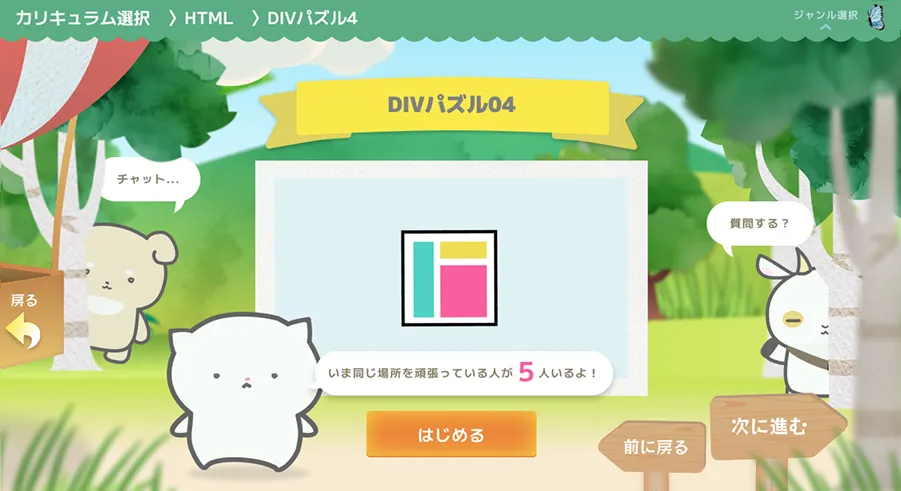 カリキュラム選択 〉HTML 〉DIVパズル4
ジャンル選択
DIVパズル04
チャット...
質問する？
戻る
いま同じ場所を頑張っている人が 5 人いるよ！
はじめる
前に戻る
次に進む